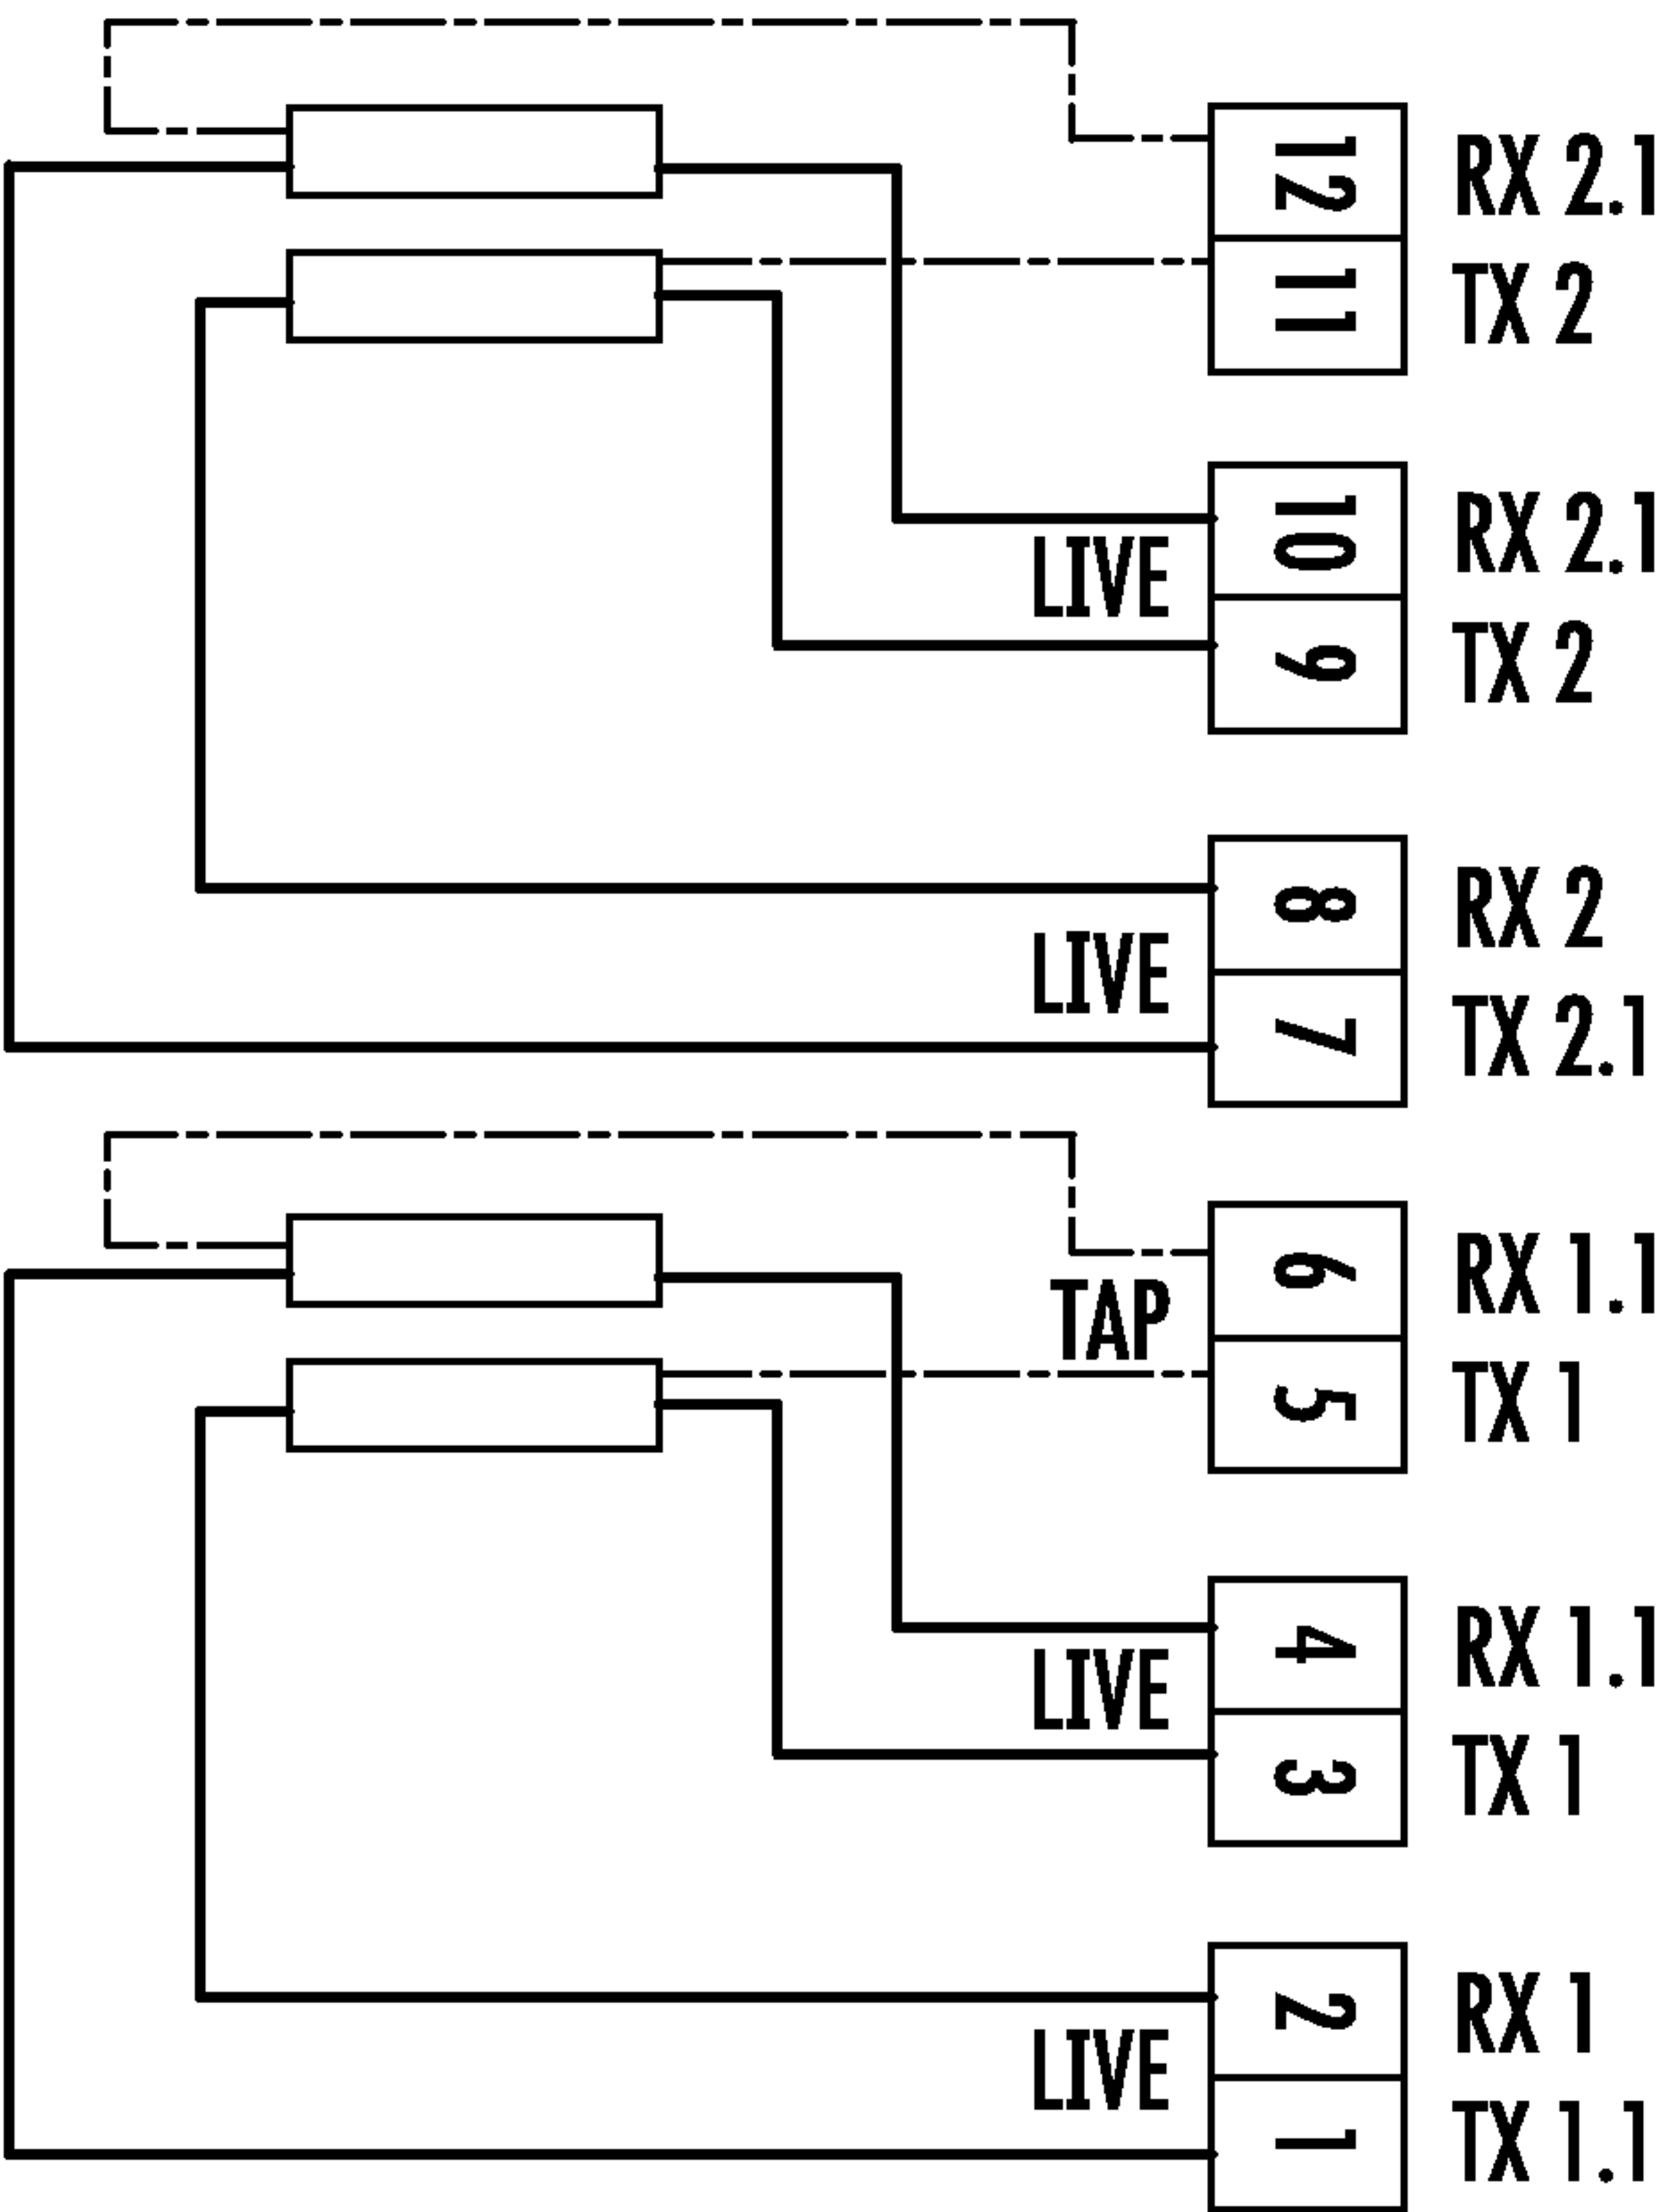 12 RX 2.1
11 TX 2
10 RX 2.1
LIVE
9 TX 2
8 RX 2
LIVE
7 TX 2.1
6 RX 1.1
TAP
5 TX 1
4 RX 1.1
LIVE
3 TX 1
2 RX 1
LIVE
1 TX 1.1